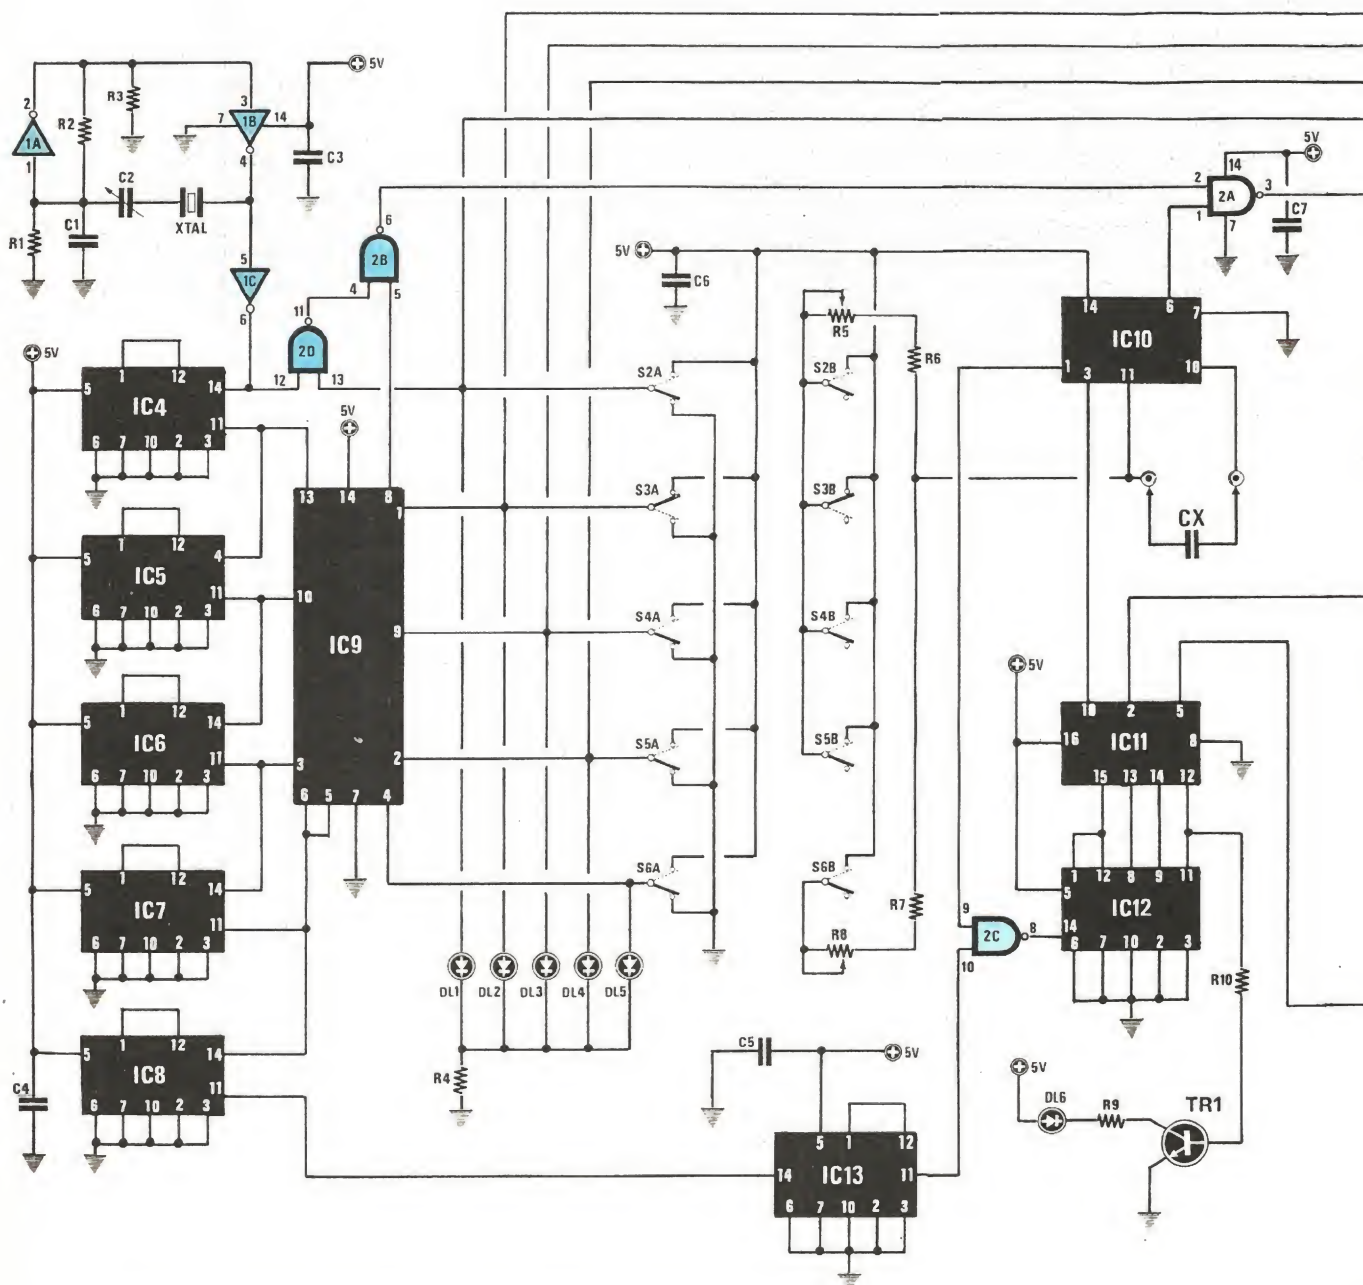 5V
2
R3
3
7
1B
14
1A
R2
4
C3
1
C2
C1
XTAL
R1
5
1C
6
5V
14
2
2A
3
1
7
C7
6
2B
4
5
11
2D
12
13
5V
C6
14
6
7
IC10
1
3
11
10
R5
R6
5V
1
12
5
14
IC4
11
6
7
10
2
3
S2A
S2B
5V
13
14
8
1
S3A
S3B
CX
1
12
5
4
IC5
11
6
7
10
2
3
10
IC9
9
S4A
S4B
5V
1
12
5
14
IC6
11
6
7
10
2
3
3
2
6
5
7
4
S5A
S5B
10
2
5
16
IC11
8
15
13
14
12
1
12
5
14
IC7
11
6
7
10
2
3
S6A
S6B
R7
R8
1
12
8
9
11
5
IC12
14
6
7
10
2
3
9
2C
8
10
R10
DL1
DL2
DL3
DL4
DL5
R4
1
12
5
14
IC8
11
6
7
10
2
3
C4
C5
5V
5
1
12
14
IC13
11
6
7
10
2
3
5V
DL6
R9
TR1